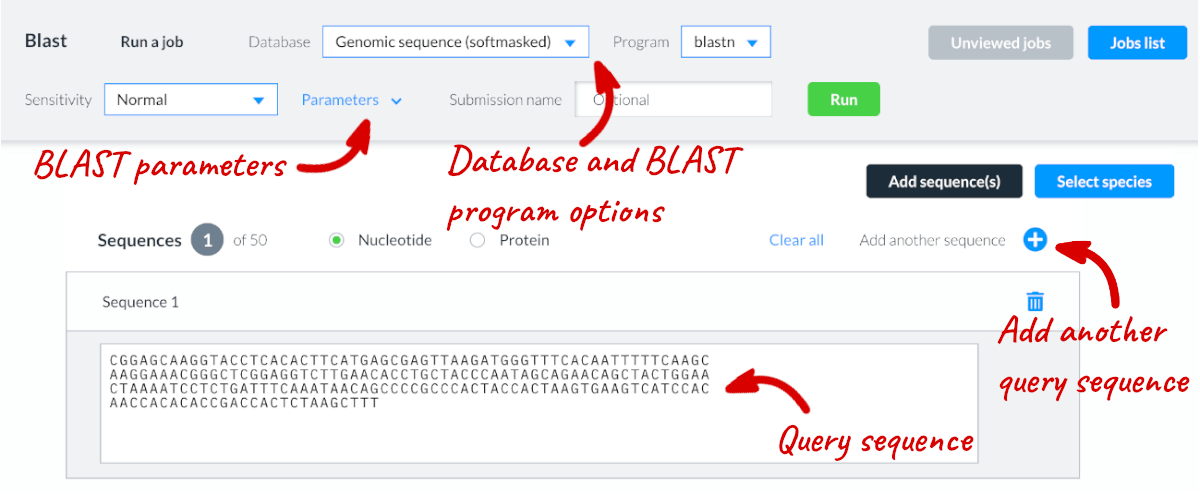 Blast Run a job Database Genomic sequence (softmasked) Program blastn Unviewed jobs Jobs list
Sensitivity Normal Parameters Submission name Optional Run
BLAST parameters
Database and BLAST
program options
Add sequence(s) Select species
Sequences 1 of 50 Nucleotide Protein Clear all Add another sequence
Sequence 1
Add another
query sequence
CGGAGCAAGGTACCTCACACTTCATGAGCGAGTTAAGATGGGTTTCACAATTTTTCAAGC
AAGGAAACGGGCTCGGAGGTCTTGAACACCTGCTACCCAATAGCAGAACAGCTACTGGAA
CTAAAATCCTCTGATTTCAAATAACAGCCCCGCCCACTACCACTAAGTGAAGTCATCCAC
AACCACACACCGACCACTCTAAGCTTT
Query sequence